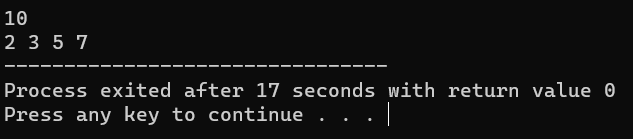 10
2 3 5 7
--------------------------------
Process exited after 17 seconds with return value 0
Press any key to continue . . .